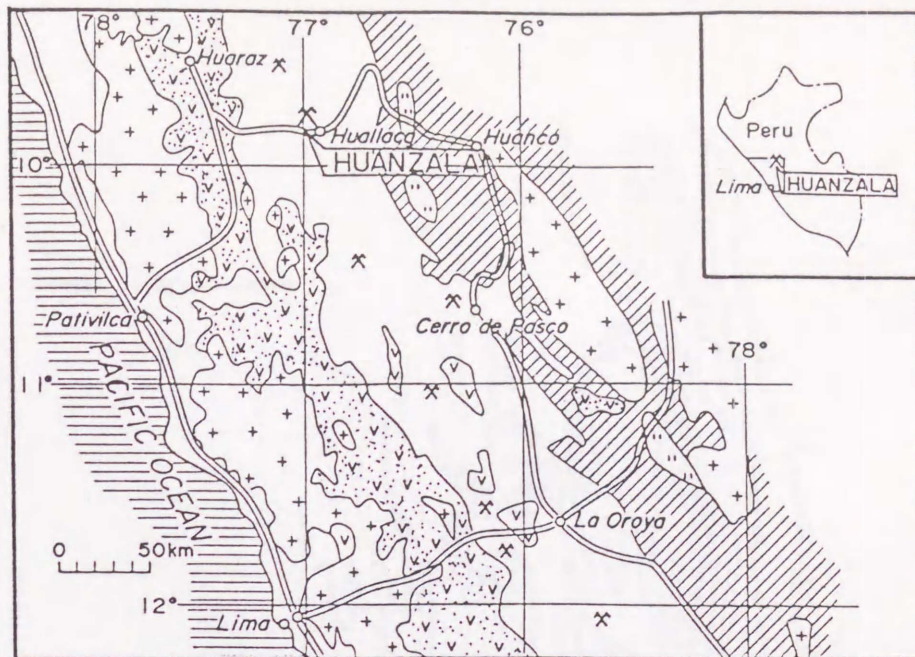 78°
77°
76°
Huaraz
Huallaca
Huancó
HUANZALA
10°
Peru
Lima
HUANZALA
Pativilca
Cerro de Pasco
78°
11°
PACIFIC OCEAN
La Oroya
0 50km
12°
Lima